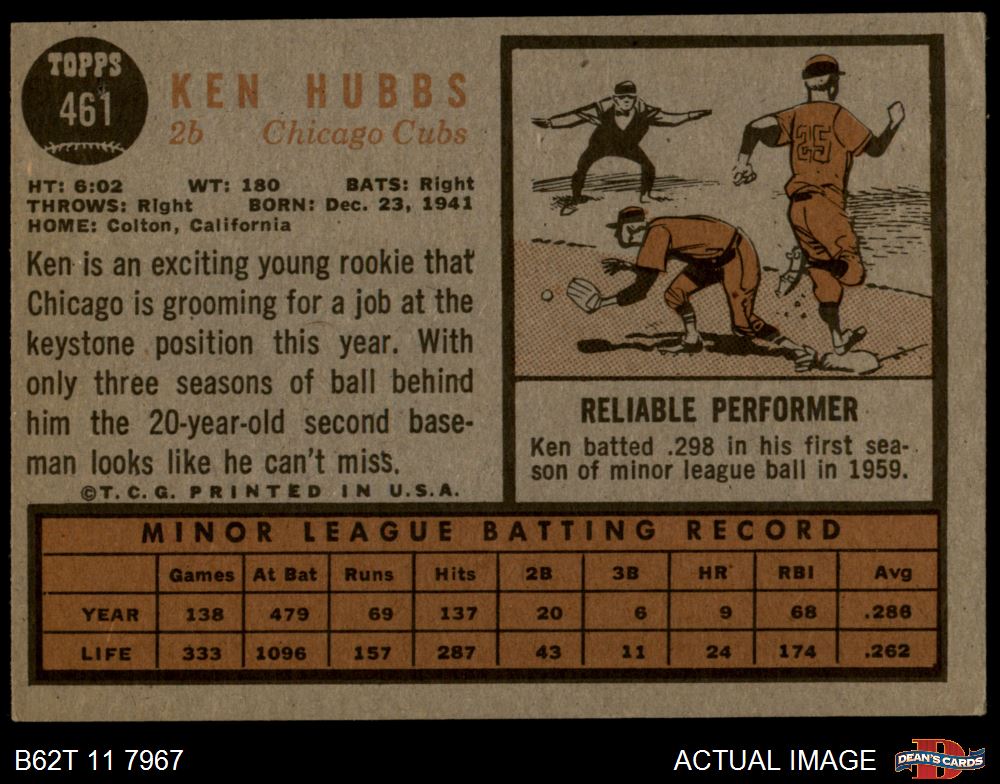 TOPPS
461
KEN HUBBS
2b Chicago Cubs
HT: 6:02 WT: 180 BATS: Right
THROWS: Right BORN: Dec. 23, 1941
HOME: Colton, California
Ken is an exciting young rookie that
Chicago is grooming for a job at the
keystone position this year. With
only three seasons of ball behind
him the 20-year-old second base-
man looks like he can't miss.
©T.C.G. PRINTED IN U.S.A.
25
RELIABLE PERFORMER
Ken batted .298 in his first sea-
son of minor league ball in 1959.
MINOR LEAGUE BATTING RECORD
Games At Bat Runs Hits 2B 3B HR RBI Avg
YEAR 138 479 69 137 20 6 9 68 .286
LIFE 333 1096 157 287 43 11 24 174 .262
B62T 11 7967
ACTUAL IMAGE
D
DEAN'S CARDS